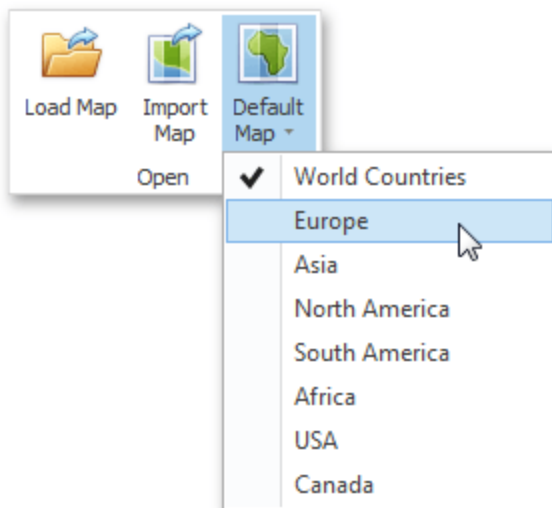 Load Map
Import
Map
Default
Map
Open
World Countries
Europe
Asia
North America
South America
Africa
USA
Canada